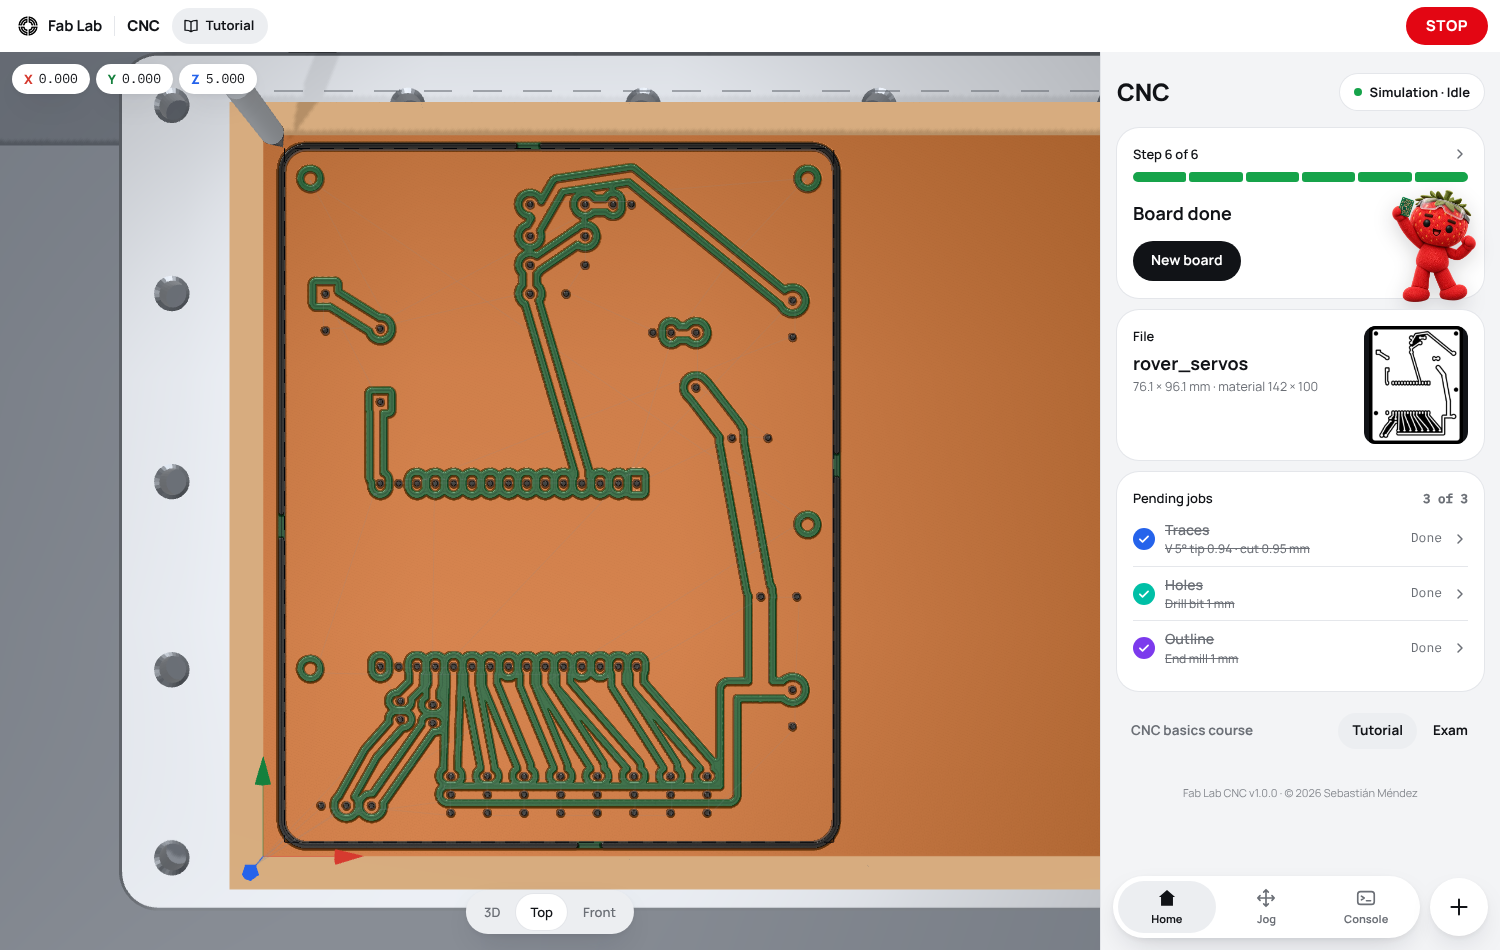 Fab Lab
CNC
Tutorial
STOP
X 0.000
Y 0.000
Z 5.000
CNC
Simulation · Idle
Step 6 of 6
Board done
New board
File
rover_servos
76.1 × 96.1 mm · material 142 × 100
Pending jobs
3 of 3
Traces
V 5° tip 0.94 · cut 0.95 mm
Done
Holes
Drill bit 1 mm
Done
Outline
End mill 1 mm
Done
CNC basics course
Tutorial
Exam
Fab Lab CNC v1.0.0 · © 2026 Sebastián Méndez
3D
Top
Front
Home
Jog
Console